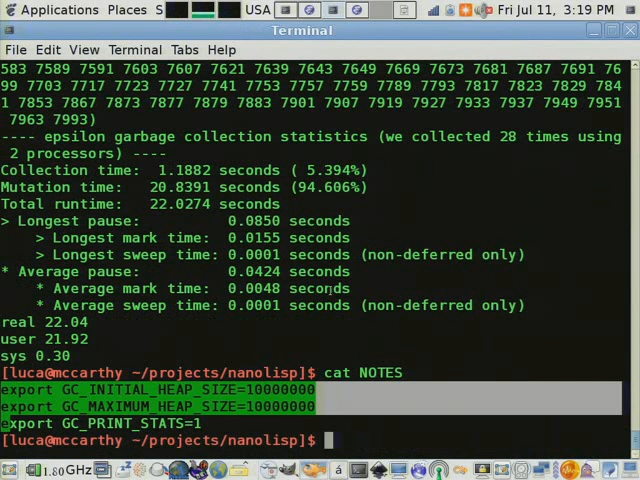 Applications Places S USA Fri Jul 11, 3:19 PM
Terminal
File Edit View Terminal Tabs Help
583 7589 7591 7603 7607 7621 7639 7643 7649 7669 7673 7681 7687 7691 76
99 7703 7717 7723 7727 7741 7753 7757 7759 7789 7793 7817 7823 7829 784
1 7853 7867 7873 7877 7879 7883 7901 7907 7919 7927 7933 7937 7949 7951
7963 7993)
---- epsilon garbage collection statistics (we collected 28 times using
2 processors) ----
Collection time: 1.1882 seconds ( 5.394%)
Mutation time: 20.8391 seconds (94.606%)
Total runtime: 22.0274 seconds
> Longest pause: 0.0850 seconds
> Longest mark time: 0.0155 seconds
> Longest sweep time: 0.0001 seconds (non-deferred only)
* Average pause: 0.0424 seconds
* Average mark time: 0.0048 seconds
* Average sweep time: 0.0001 seconds (non-deferred only)
real 22.04
user 21.92
sys 0.30
[luca@mccarthy ~/projects/nanolisp]$ cat NOTES
export GC_INITIAL_HEAP_SIZE=10000000
export GC_MAXIMUM_HEAP_SIZE=10000000
export GC_PRINT_STATS=1
[luca@mccarthy ~/projects/nanolisp]$
1.80GHz á